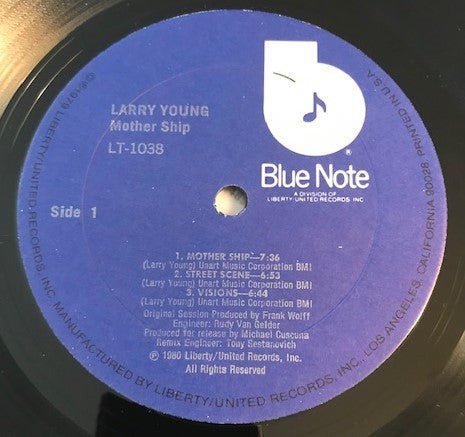 LARRY YOUNG
Mother Ship
LT-1038
Blue Note
®
A DIVISION OF
LIBERTY/UNITED RECORDS, INC
Side 1
1. MOTHER SHIP—7:36
(Larry Young) Unart Music Corporation BMI
2. STREET SCENE—6:53
(Larry Young) Unart Music Corporation BMI
3. VISIONS—6:44
(Larry Young) Unart Music Corporation BMI
Original Session Produced by Frank Wolff
Engineer: Rudy Van Gelder
Produced for release by Michael Cuscuna
Remix Engineer: Tony Sestanovich
℗ 1980 Liberty/United Records, Inc.
All Rights Reserved
©1979 LIBERTY/UNITED RECORDS, INC. MANUFACTURED BY LIBERTY/UNITED RECORDS, INC. LOS ANGELES, CALIFORNIA 90028 PRINTED IN U.S.A.